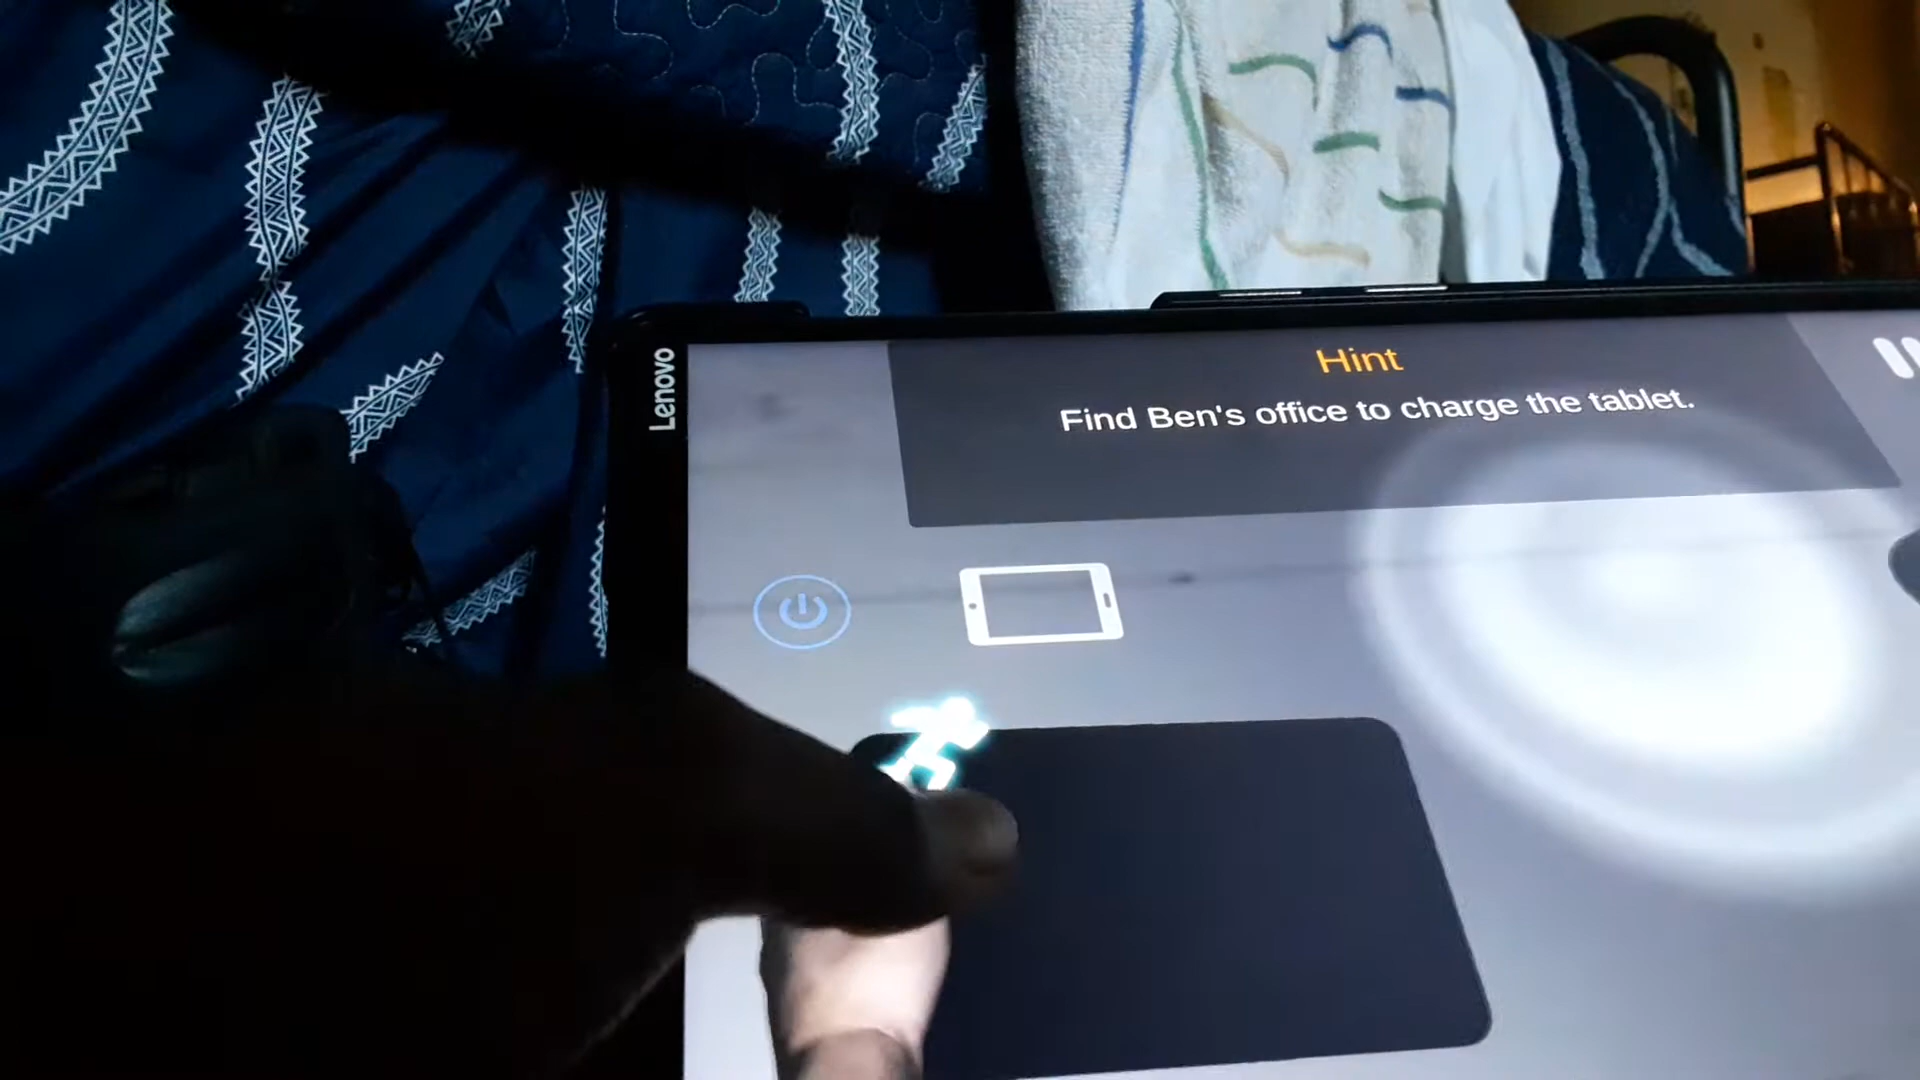 Lenovo
Hint
Find Ben's office to charge the tablet.